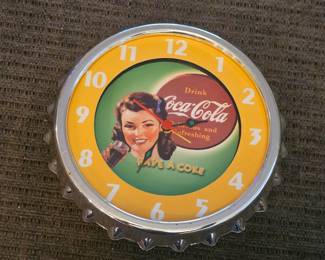 12
11 1
10 2
9 3
8 4
7 5
6
Drink
Coca-Cola
and
refreshing
HAVE A COKE